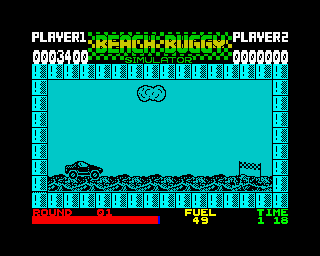 PLAYER1 BEACH BUGGY PLAYER2
0003400 SIMULATOR 0000000
ROUND 01 FUEL TIME
49 1 18